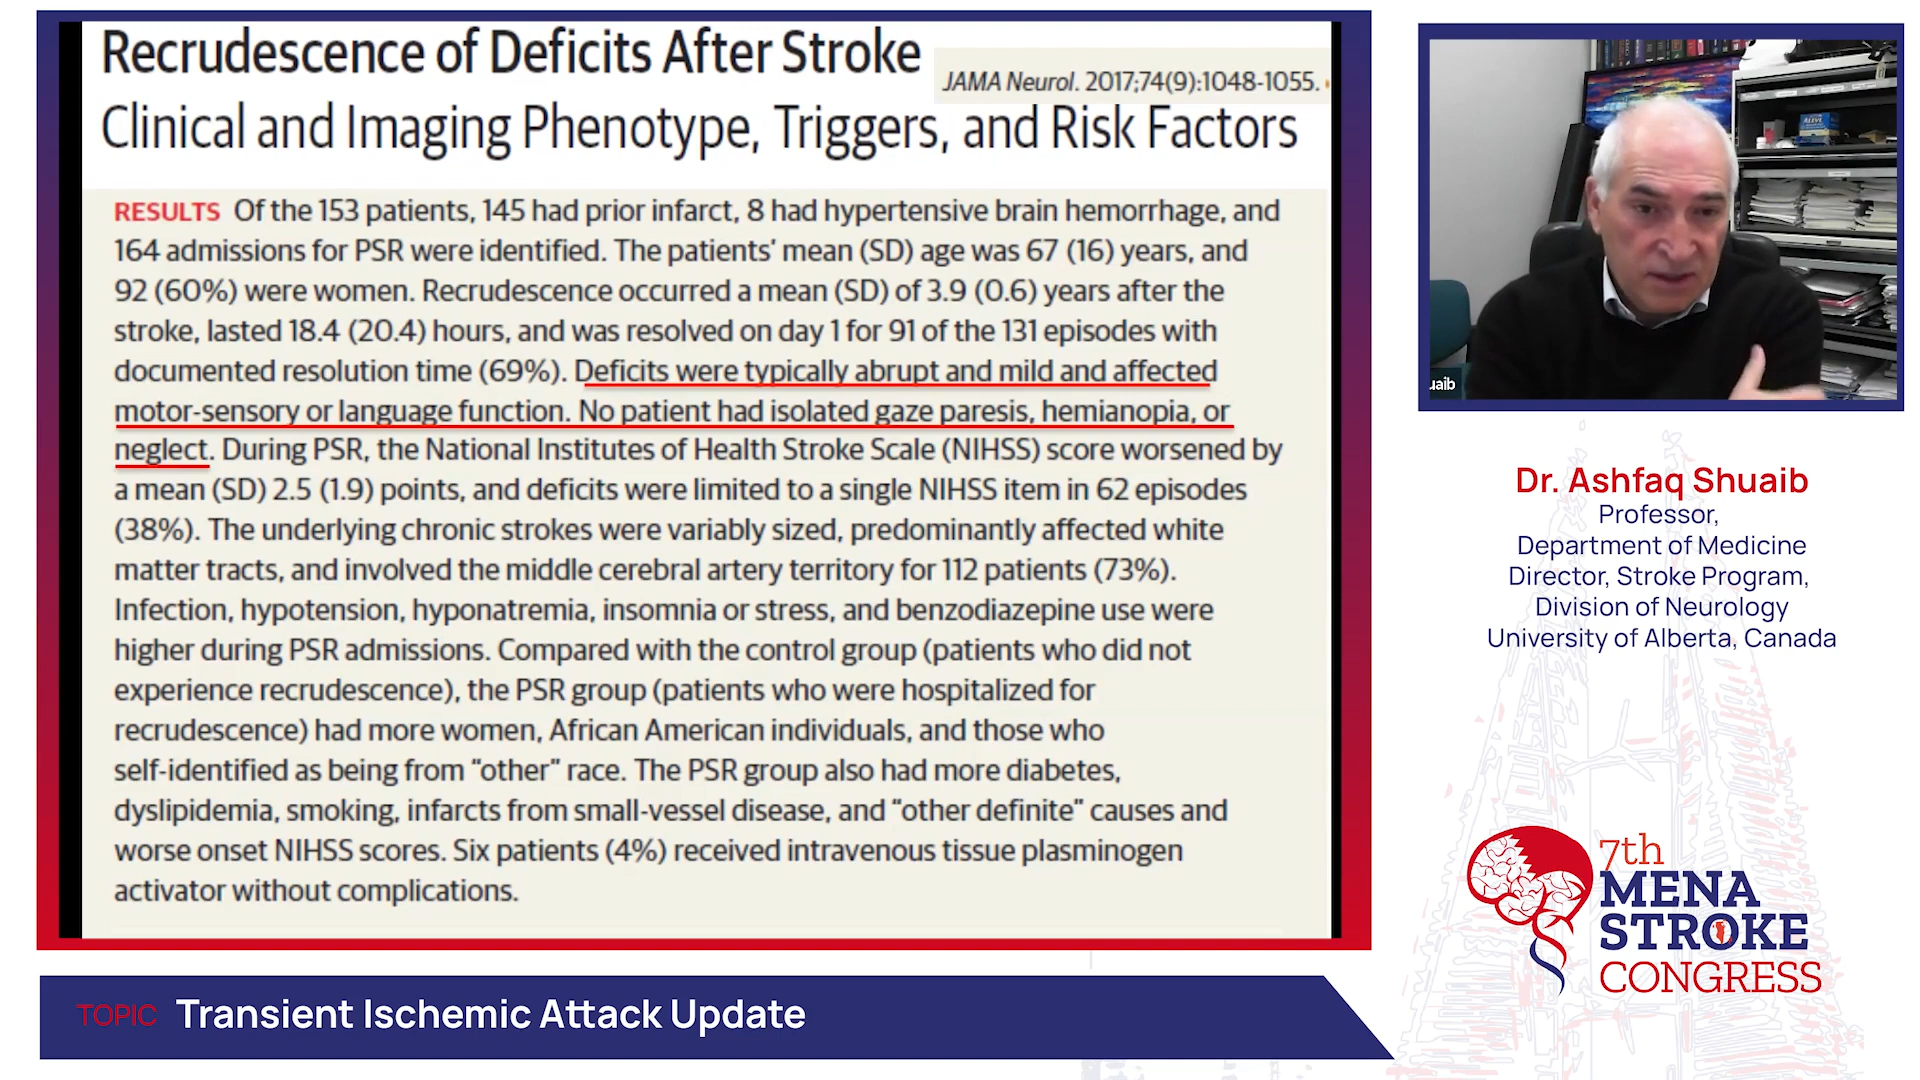 Recrudescence of Deficits After Stroke
JAMA Neurol. 2017;74(9):1048-1055.
Clinical and Imaging Phenotype, Triggers, and Risk Factors
RESULTS Of the 153 patients, 145 had prior infarct, 8 had hypertensive brain hemorrhage, and
164 admissions for PSR were identified. The patients’ mean (SD) age was 67 (16) years, and
92 (60%) were women. Recrudescence occurred a mean (SD) of 3.9 (0.6) years after the
stroke, lasted 18.4 (20.4) hours, and was resolved on day 1 for 91 of the 131 episodes with
documented resolution time (69%). Deficits were typically abrupt and mild and affected
motor-sensory or language function. No patient had isolated gaze paresis, hemianopia, or
neglect. During PSR, the National Institutes of Health Stroke Scale (NIHSS) score worsened by
a mean (SD) 2.5 (1.9) points, and deficits were limited to a single NIHSS item in 62 episodes
(38%). The underlying chronic strokes were variably sized, predominantly affected white
matter tracts, and involved the middle cerebral artery territory for 112 patients (73%).
Infection, hypotension, hyponatremia, insomnia or stress, and benzodiazepine use were
higher during PSR admissions. Compared with the control group (patients who did not
experience recrudescence), the PSR group (patients who were hospitalized for
recrudescence) had more women, African American individuals, and those who
self-identified as being from “other” race. The PSR group also had more diabetes,
dyslipidemia, smoking, infarcts from small-vessel disease, and “other definite” causes and
worse onset NIHSS scores. Six patients (4%) received intravenous tissue plasminogen
activator without complications.
ALEVE
uaib
Dr. Ashfaq Shuaib
Professor,
Department of Medicine
Director, Stroke Program,
Division of Neurology
University of Alberta, Canada
7th
MENA
STROKE
CONGRESS
TOPIC Transient Ischemic Attack Update